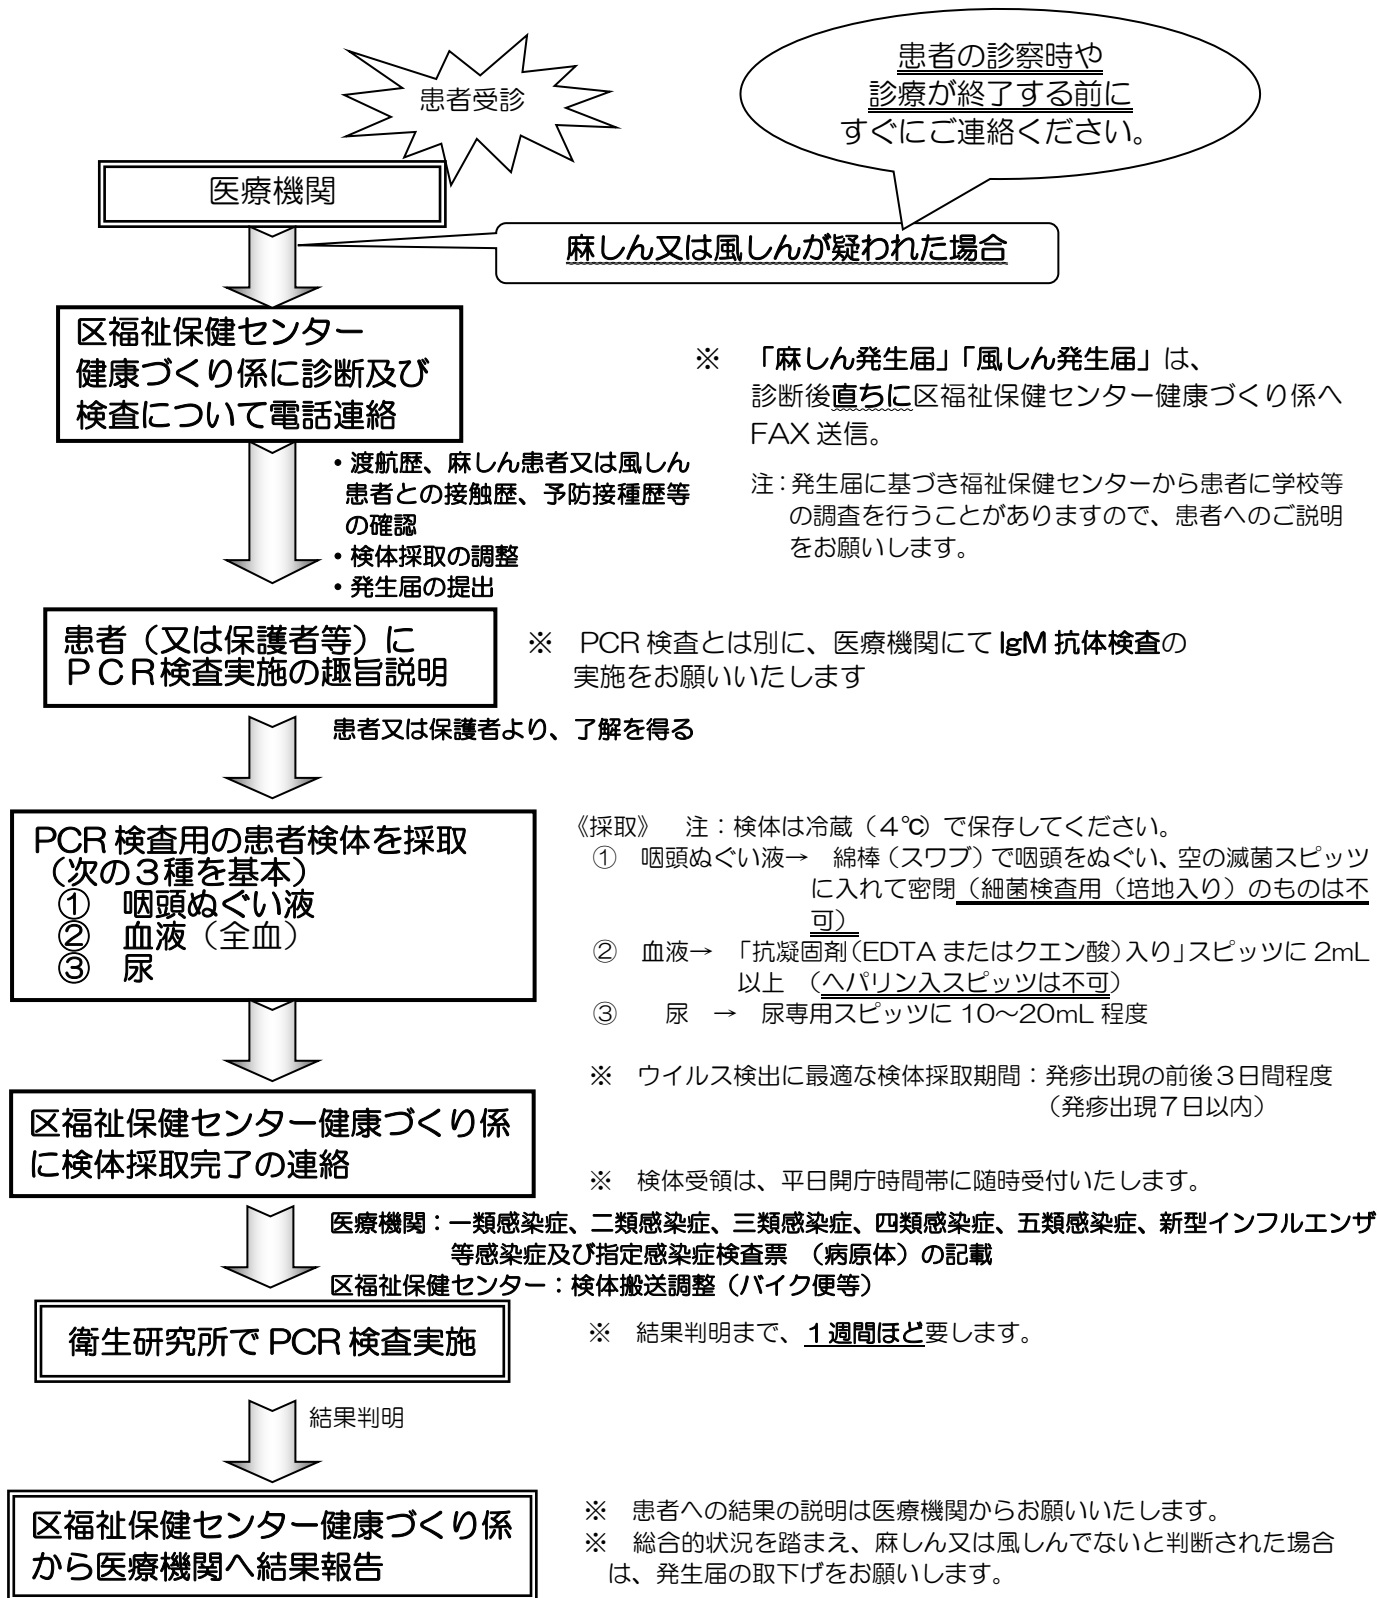 患者受診
患者の診察時や
診療が終了する前に
すぐにご連絡ください。
医療機関
麻しん又は風しんが疑われた場合
区福祉保健センター
健康づくり係に診断及び
検査について電話連絡
※ 「麻しん発生届」「風しん発生届」は、
診断後直ちに区福祉保健センター健康づくり係へ
FAX 送信。
注：発生届に基づき福祉保健センターから患者に学校等
の調査を行うことがありますので、患者へのご説明
をお願いします。
・渡航歴、麻しん患者又は風しん
患者との接触歴、予防接種歴等
の確認
・検体採取の調整
・発生届の提出
患者（又は保護者等）に
ＰＣＲ検査実施の趣旨説明
※ PCR 検査とは別に、医療機関にて IgM 抗体検査の
実施をお願いいたします
患者又は保護者より、了解を得る
PCR 検査用の患者検体を採取
（次の３種を基本）
① 咽頭ぬぐい液
② 血液（全血）
③ 尿
《採取》 注：検体は冷蔵（４℃）で保存してください。
① 咽頭ぬぐい液→ 綿棒（スワブ）で咽頭をぬぐい、空の滅菌スピッツ
に入れて密閉（細菌検査用（培地入り）のものは不
可）
② 血液→ 「抗凝固剤（EDTA またはクエン酸）入り」スピッツに 2mL
以上 （ヘパリン入スピッツは不可）
③ 尿 → 尿専用スピッツに 10～20mL 程度
※ ウイルス検出に最適な検体採取期間：発疹出現の前後３日間程度
（発疹出現７日以内）
区福祉保健センター健康づくり係
に検体採取完了の連絡
※ 検体受領は、平日開庁時間帯に随時受付いたします。
医療機関：一類感染症、二類感染症、三類感染症、四類感染症、五類感染症、新型インフルエンザ
等感染症及び指定感染症検査票 （病原体）の記載
区福祉保健センター：検体搬送調整（バイク便等）
衛生研究所で PCR 検査実施
※ 結果判明まで、１週間ほど要します。
結果判明
区福祉保健センター健康づくり係
から医療機関へ結果報告
※ 患者への結果の説明は医療機関からお願いいたします。
※ 総合的状況を踏まえ、麻しん又は風しんでないと判断された場合
は、発生届の取下げをお願いします。